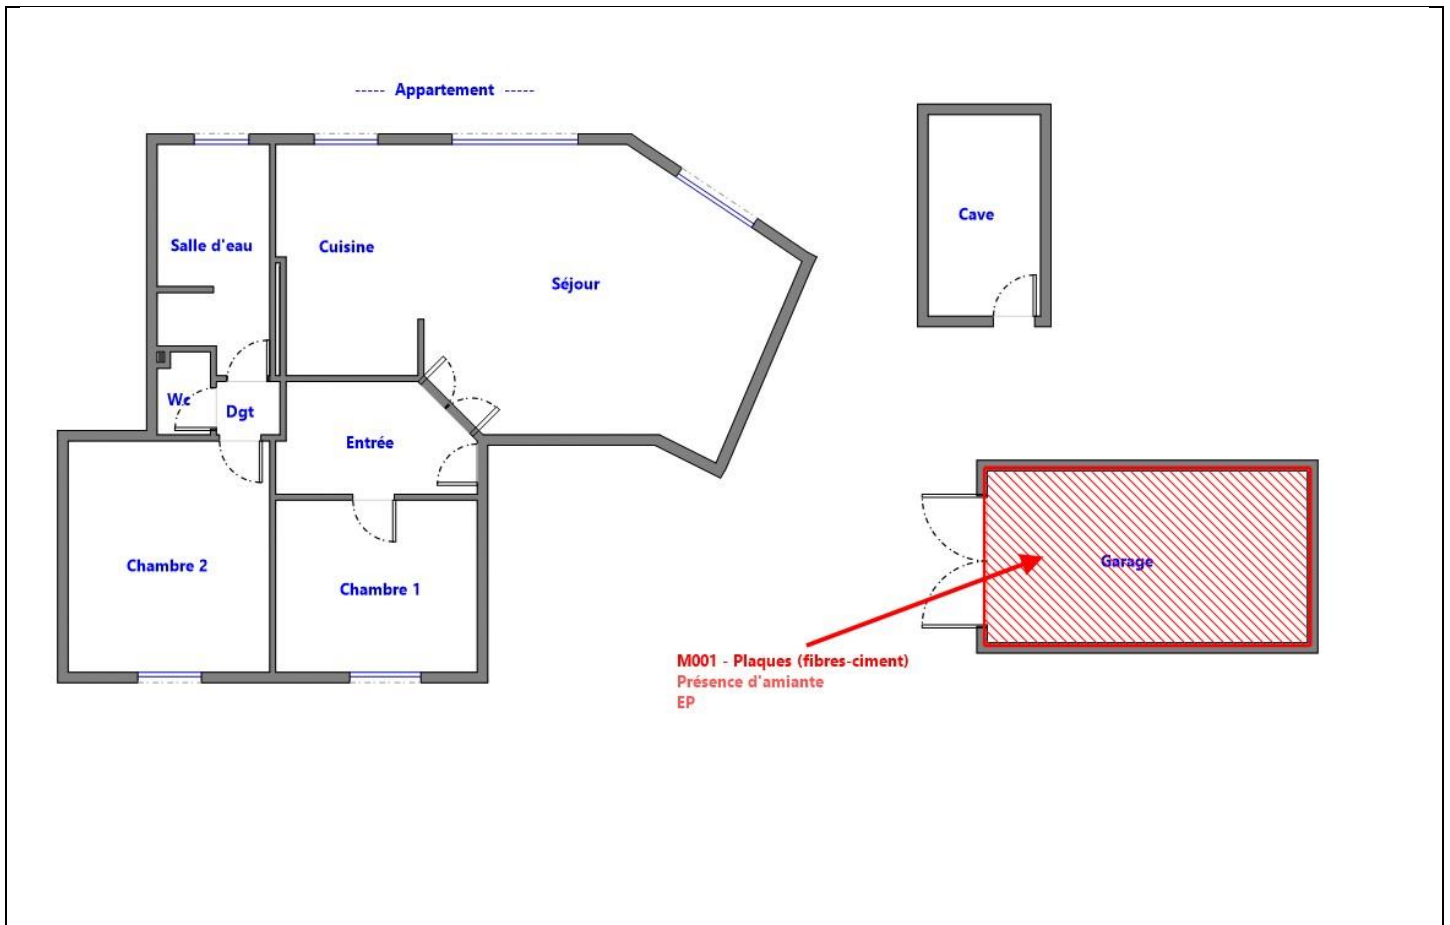 ----- Appartement -----
Cave
Salle d'eau
Cuisine
Séjour
Wc
Dgt
Entrée
Chambre 2
Chambre 1
Garage
M001 - Plaques (fibres-ciment)
Présence d'amiante
EP